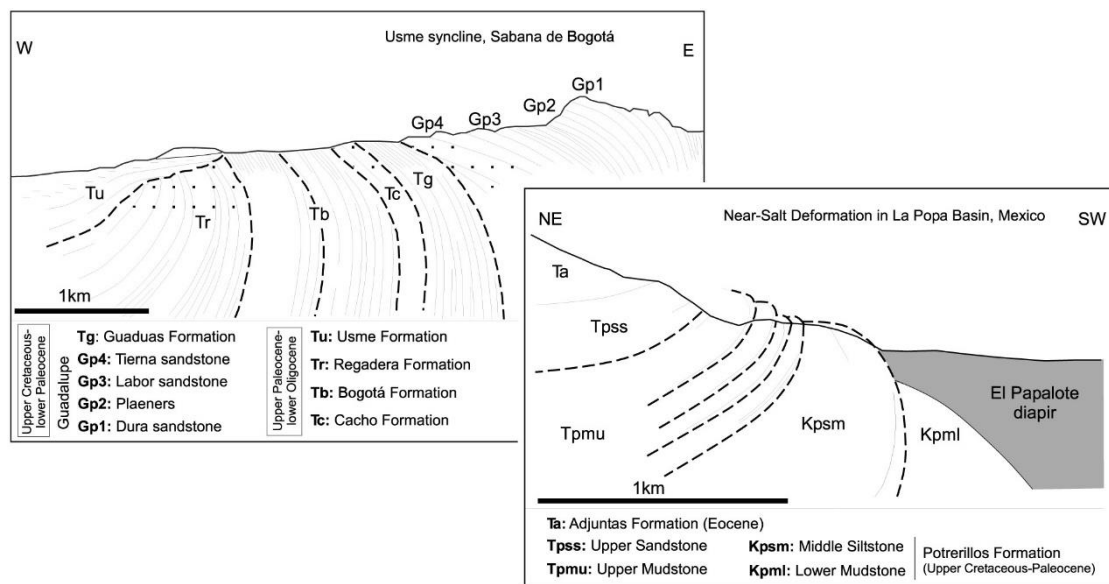 W
Usme syncline, Sabana de Bogotá
E
Gp1
Gp2
Gp3
Gp4
Tg
Tc
Tb
Tu
Tr
1km
Upper Cretaceous-
lower Paleocene
Guadalupe
Tg: Guaduas Formation
Gp4: Tierna sandstone
Gp3: Labor sandstone
Gp2: Plaeners
Gp1: Dura sandstone
Upper Paleocene-
lower Oligocene
Tu: Usme Formation
Tr: Regadera Formation
Tb: Bogotá Formation
Tc: Cacho Formation
NE
Near-Salt Deformation in La Popa Basin, Mexico
SW
Ta
Tpss
Tpmu
Kpsm
Kpml
El Papalote
diapir
1km
Ta: Adjuntas Formation (Eocene)
Tpss: Upper Sandstone
Tpmu: Upper Mudstone
Kpsm: Middle Siltstone
Kpml: Lower Mudstone
Potrerillos Formation
(Upper Cretaceous-Paleocene)